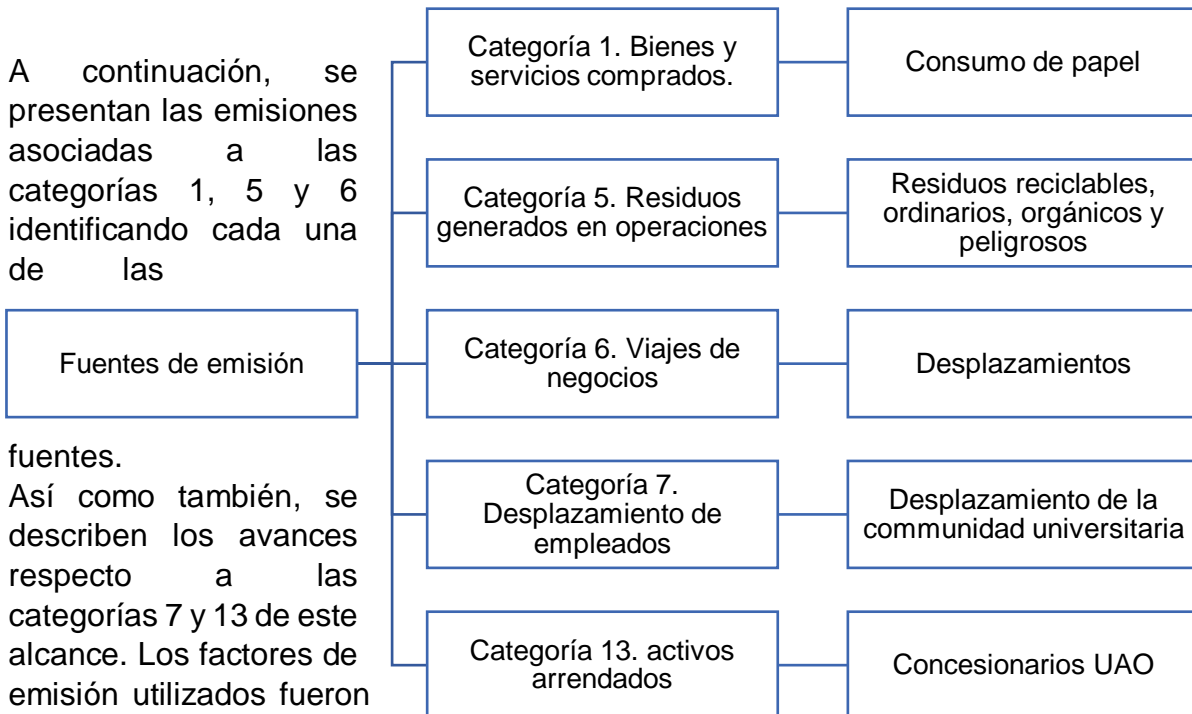 A continuación, se
presentan las emisiones
asociadas a las
categorías 1, 5 y 6
identificando cada una
de las
fuentes.
Así como también, se
describen los avances
respecto a las
categorías 7 y 13 de este
alcance. Los factores de
emisión utilizados fueron
Fuentes de emisión
Categoría 1. Bienes y
servicios comprados.
Consumo de papel
Categoría 5. Residuos
generados en operaciones
Residuos reciclables,
ordinarios, orgánicos y
peligrosos
Categoría 6. Viajes de
negocios
Desplazamientos
Categoría 7.
Desplazamiento de
empleados
Desplazamiento de la
communidad universitaria
Categoría 13. activos
arrendados
Concesionarios UAO